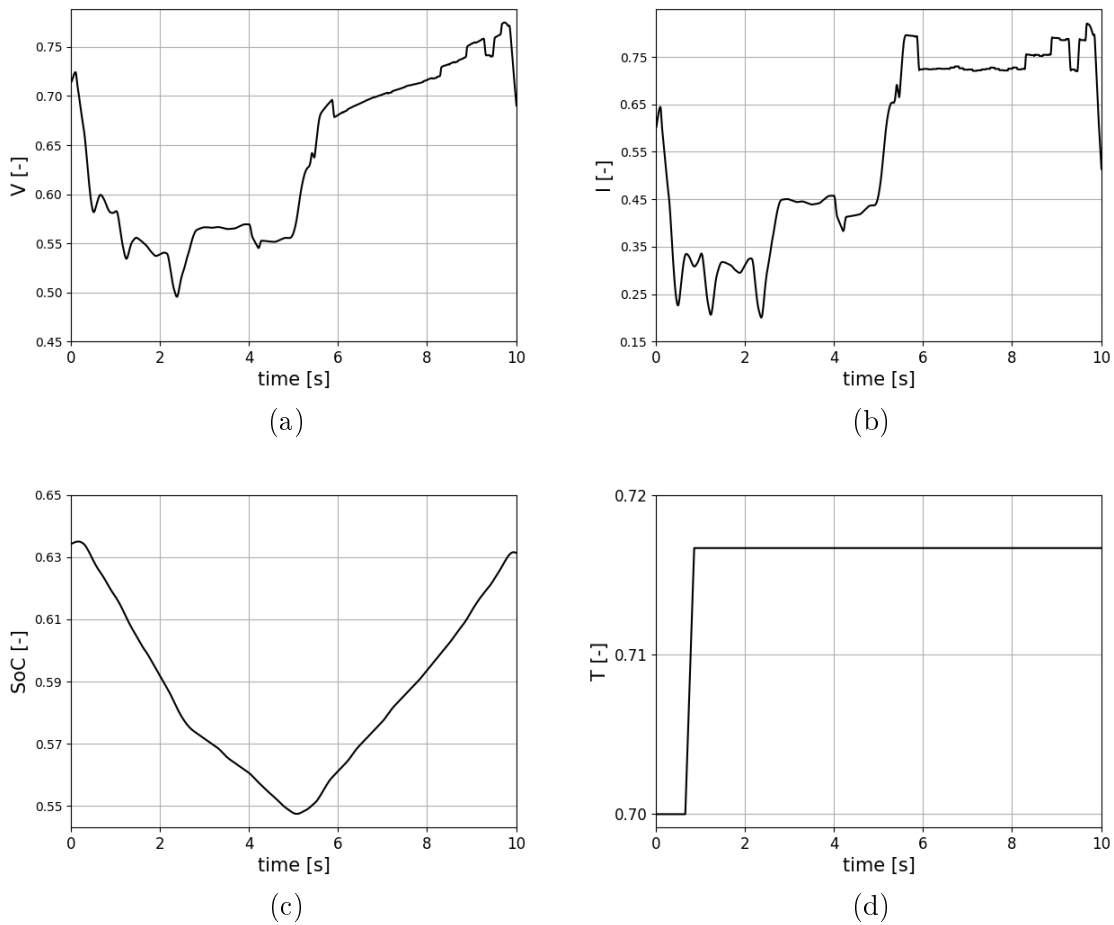 0.75
0.70
0.65
0.60
0.55
0.50
0.45
V [-]
0 2 4 6 8 10
time [s]
(a)
0.75
0.65
0.55
0.45
0.35
0.25
0.15
I [-]
0 2 4 6 8 10
time [s]
(b)
0.65
0.63
0.61
0.59
0.57
0.55
SoC [-]
0 2 4 6 8 10
time [s]
(c)
0.72
0.71
0.70
T [-]
0 2 4 6 8 10
time [s]
(d)